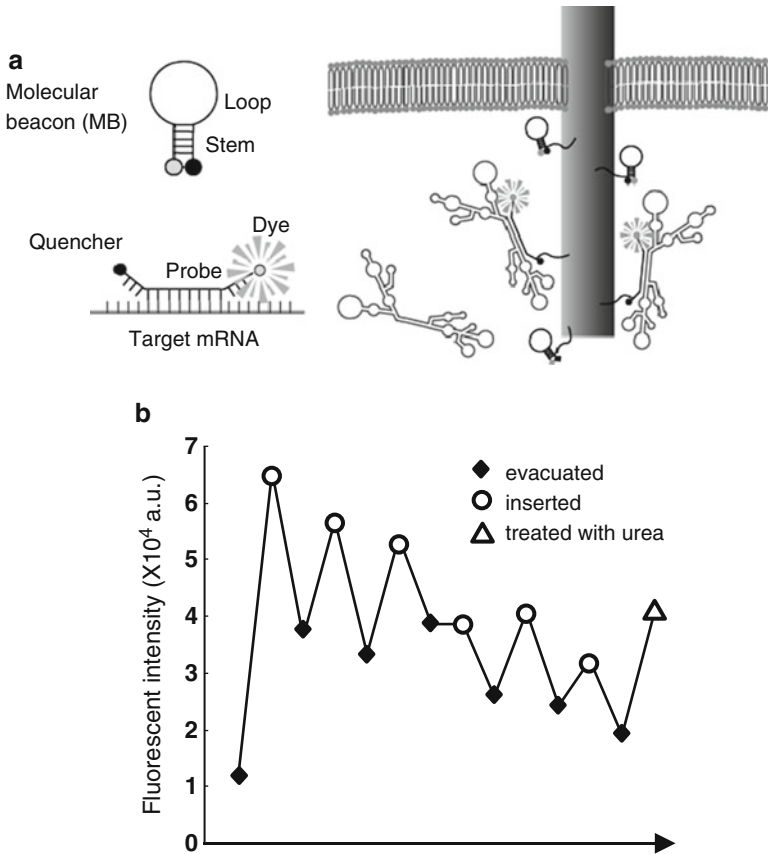 a
Molecular
beacon (MB)
Loop
Stem
Quencher
Dye
Probe
Target mRNA
b
Fluorescent intensity (X10⁴ a.u.)
7
6
5
4
3
2
1
0
evacuated
inserted
treated with urea